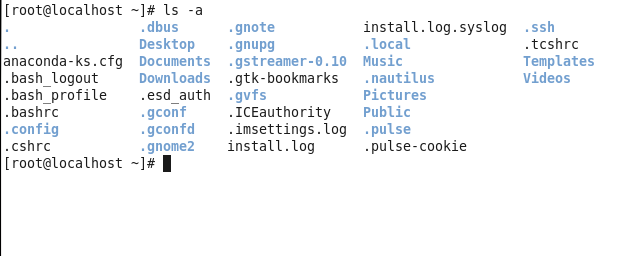 [root@localhost ~]# ls -a
.                .dbus      .gnote           install.log.syslog  .ssh
..               Desktop    .gnupg           .local              .tcshrc
anaconda-ks.cfg  Documents  .gstreamer-0.10  Music               Templates
.bash_logout     Downloads  .gtk-bookmarks   .nautilus           Videos
.bash_profile    .esd_auth  .gvfs            Pictures
.bashrc          .gconf     .ICEauthority    Public
.config          .gconfd    .imsettings.log  .pulse
.cshrc           .gnome2    install.log      .pulse-cookie
[root@localhost ~]#